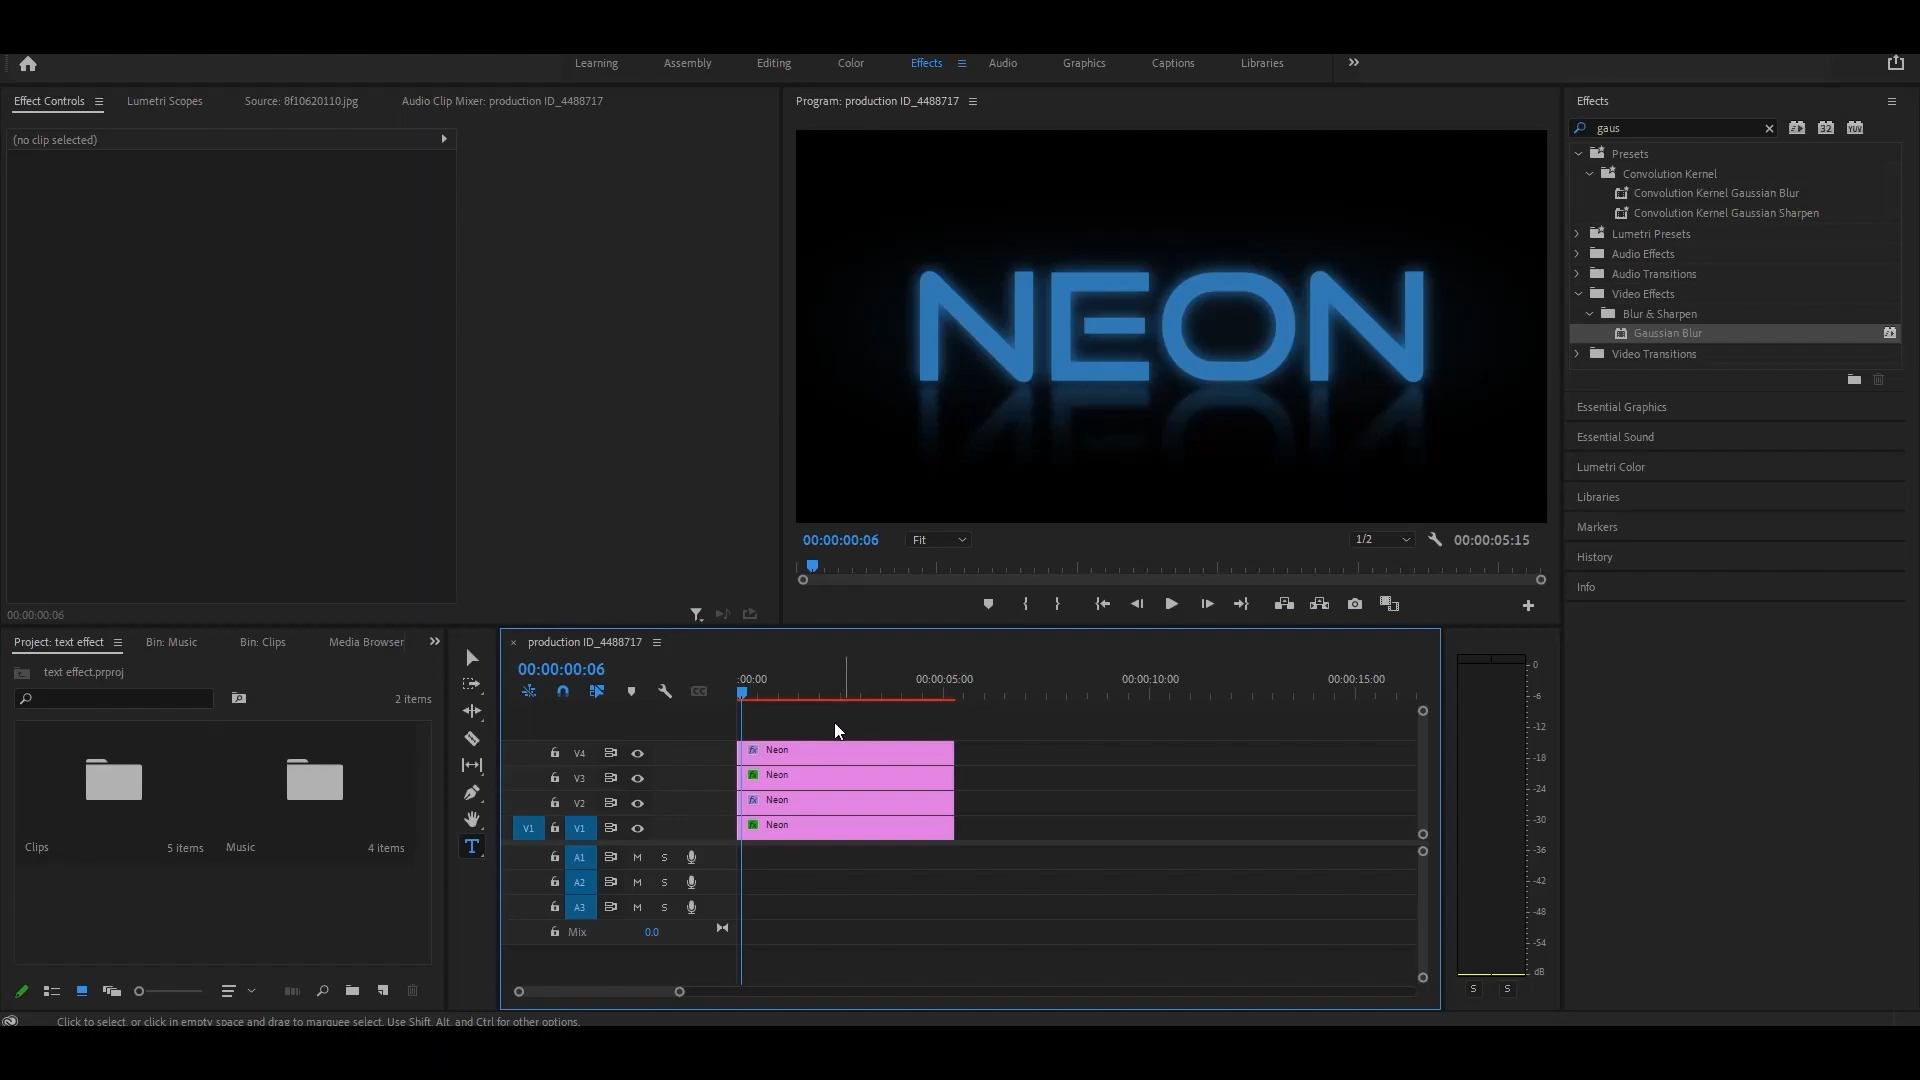 Learning Assembly Editing Color Effects Audio Graphics Captions Libraries
Effect Controls Lumetri Scopes Source: 8f10620110.jpg Audio Clip Mixer: production ID_4488717
(no clip selected)
00:00:00:06
Program: production ID_4488717
NEON
00:00:00:06 Fit 1/2 00:00:05:15
Effects
gaus
32 YUV
Presets
Convolution Kernel
Convolution Kernel Gaussian Blur
Convolution Kernel Gaussian Sharpen
Lumetri Presets
Audio Effects
Audio Transitions
Video Effects
Blur & Sharpen
Gaussian Blur
Video Transitions
Essential Graphics
Essential Sound
Lumetri Color
Libraries
Markers
History
Info
Project: text effect Bin: Music Bin: Clips Media Browser
text effect.prproj
2 items
Clips 5 items Music 4 items
T
production ID_4488717
00:00:00:06
CC
:00:00 00:00:05:00 00:00:10:00 00:00:15:00
V4 fx Neon
V3 fx Neon
V2 fx Neon
V1 V1 fx Neon
A1 M S
A2 M S
A3 M S
Mix 0.0
0
-6
-12
-18
-24
-30
-36
-42
-48
-54
dB
S S
Click to select, or click in empty space and drag to marquee select. Use Shift, Alt, and Ctrl for other options.